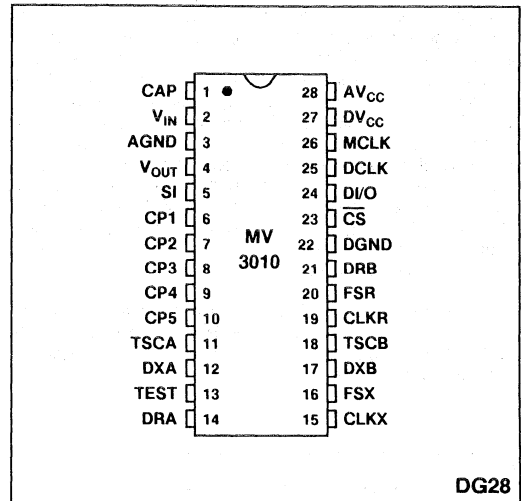 CAP 1 28 AVCC
VIN 2 27 DVCC
AGND 3 26 MCLK
VOUT 4 25 DCLK
SI 5 24 DI/O
CP1 6 23 C̅S̅
CP2 7 22 DGND
MV
3010
CP3 8 21 DRB
CP4 9 20 FSR
CP5 10 19 CLKR
TSCA 11 18 TSCB
DXA 12 17 DXB
TEST 13 16 FSX
DRA 14 15 CLKX
DG28